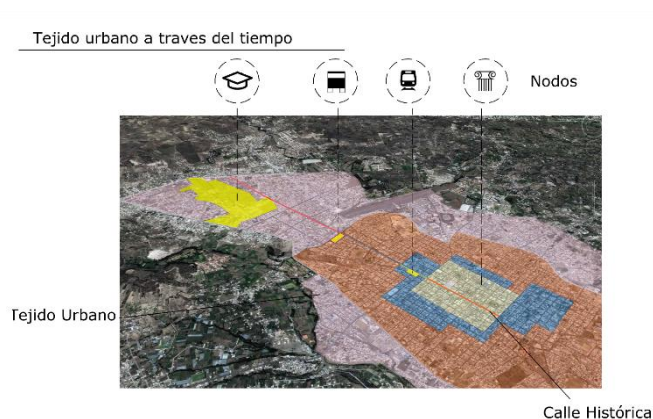 Tejido urbano a traves del tiempo
Nodos
Tejido Urbano
Calle Histórica